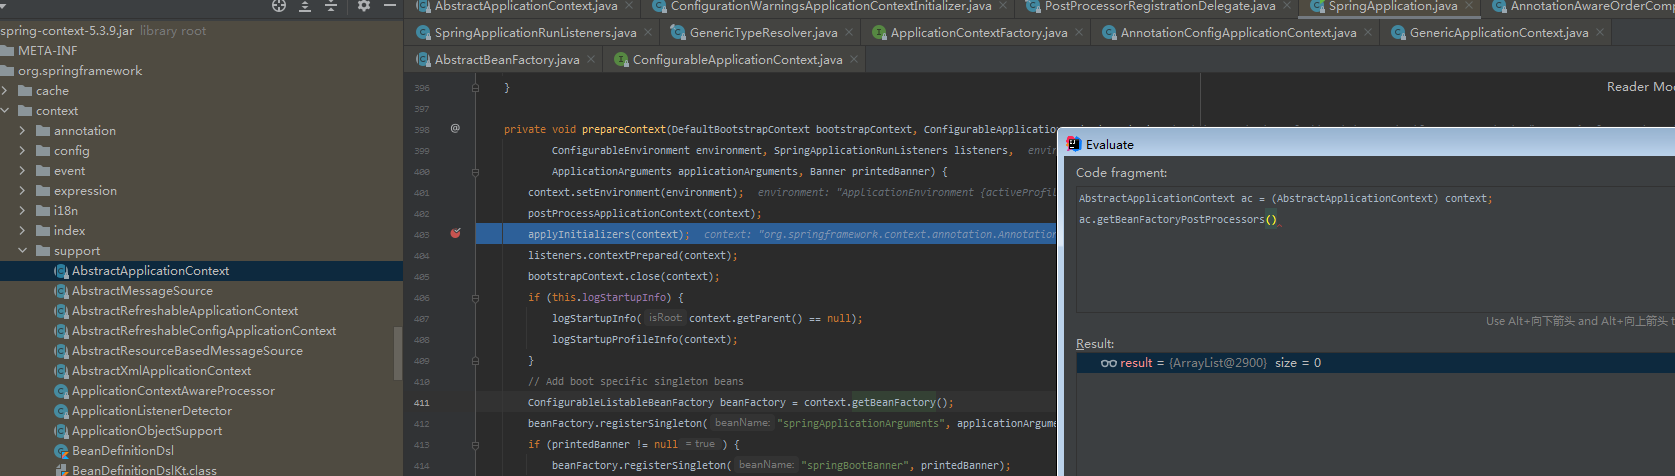 spring-context-5.3.9.jar library root
META-INF
org.springframework
cache
context
annotation
config
event
expression
i18n
index
support
AbstractApplicationContext
AbstractMessageSource
AbstractRefreshableApplicationContext
AbstractRefreshableConfigApplicationContext
AbstractResourceBasedMessageSource
AbstractXmlApplicationContext
ApplicationContextAwareProcessor
ApplicationListenerDetector
ApplicationObjectSupport
BeanDefinitionDsl
BeanDefinitionDslKt.class
AbstractApplicationContext.java ConfigurationWarningsApplicationContextInitializer.java PostProcessorRegistrationDelegate.java SpringApplication.java AnnotationAwareOrderComp
SpringApplicationRunListeners.java GenericTypeResolver.java ApplicationContextFactory.java AnnotationConfigApplicationContext.java GenericApplicationContext.java
AbstractBeanFactory.java ConfigurableApplicationContext.java
Reader Mod
396 }
397
398 @ private void prepareContext(DefaultBootstrapContext bootstrapContext, ConfigurableApplication
399 ConfigurableEnvironment environment, SpringApplicationRunListeners listeners, envir
400 ApplicationArguments applicationArguments, Banner printedBanner) {
401 context.setEnvironment(environment); environment: "ApplicationEnvironment {activeProfil
402 postProcessApplicationContext(context);
403 applyInitializers(context); context: "org.springframework.context.annotation.Annotation
404 listeners.contextPrepared(context);
405 bootstrapContext.close(context);
406 if (this.logStartupInfo) {
407 logStartupInfo( isRoot: context.getParent() == null);
408 logStartupProfileInfo(context);
409 }
410 // Add boot specific singleton beans
411 ConfigurableListableBeanFactory beanFactory = context.getBeanFactory();
412 beanFactory.registerSingleton( beanName: "springApplicationArguments", applicationArgume
413 if (printedBanner != null = true ) {
414 beanFactory.registerSingleton( beanName: "springBootBanner", printedBanner);
Evaluate
Code fragment:
AbstractApplicationContext ac = (AbstractApplicationContext) context;
ac.getBeanFactoryPostProcessors()
Use Alt+向下箭头 and Alt+向上箭头 t
Result:
result = {ArrayList@2900} size = 0